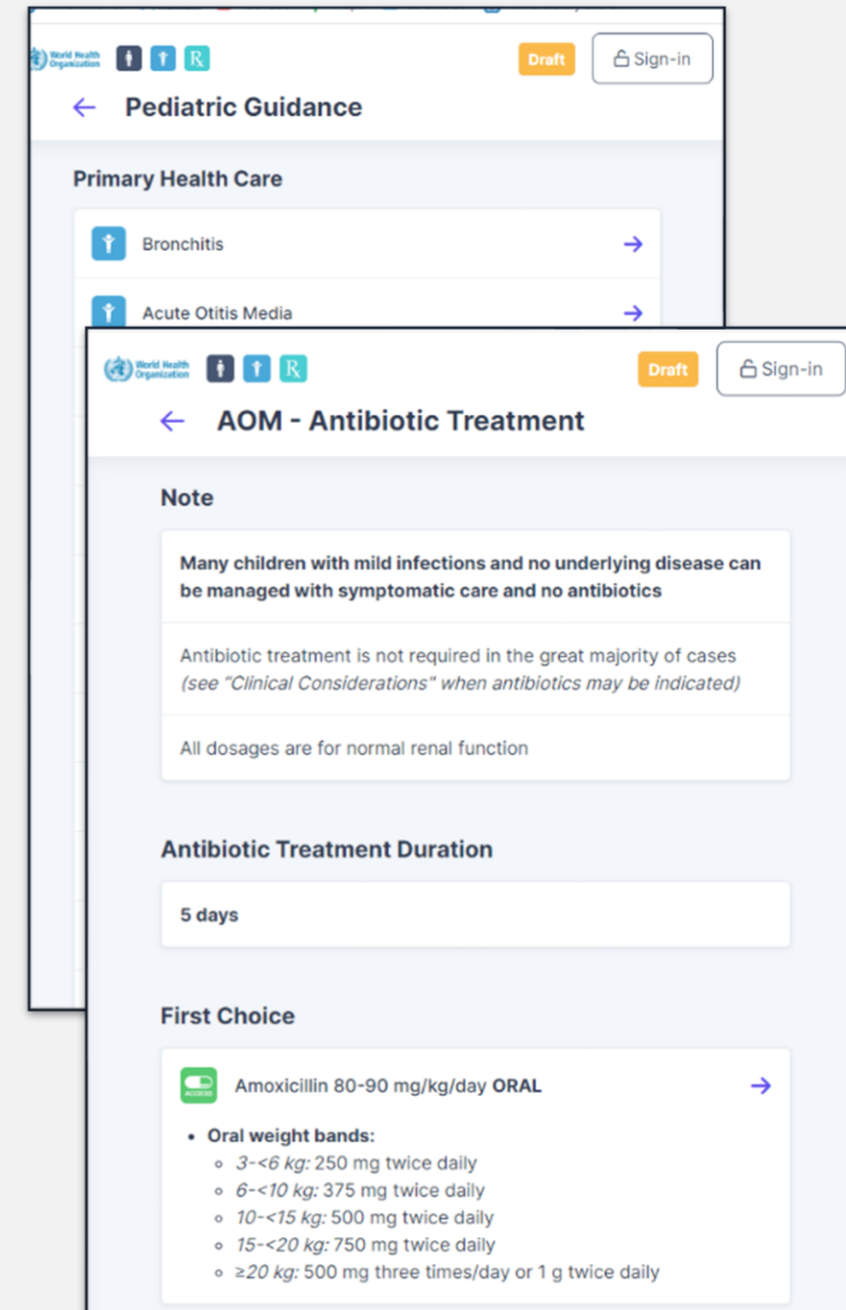 World Health
Organization
Draft
Sign-in
Pediatric Guidance
Primary Health Care
Bronchitis
Acute Otitis Media
World Health
Organization
Draft
Sign-in
AOM - Antibiotic Treatment
Note
Many children with mild infections and no underlying disease can
be managed with symptomatic care and no antibiotics
Antibiotic treatment is not required in the great majority of cases
(see "Clinical Considerations" when antibiotics may be indicated)
All dosages are for normal renal function
Antibiotic Treatment Duration
5 days
First Choice
ACCESS
Amoxicillin 80-90 mg/kg/day ORAL
• Oral weight bands:
◦ 3-<6 kg: 250 mg twice daily
◦ 6-<10 kg: 375 mg twice daily
◦ 10-<15 kg: 500 mg twice daily
◦ 15-<20 kg: 750 mg twice daily
◦ ≥20 kg: 500 mg three times/day or 1 g twice daily